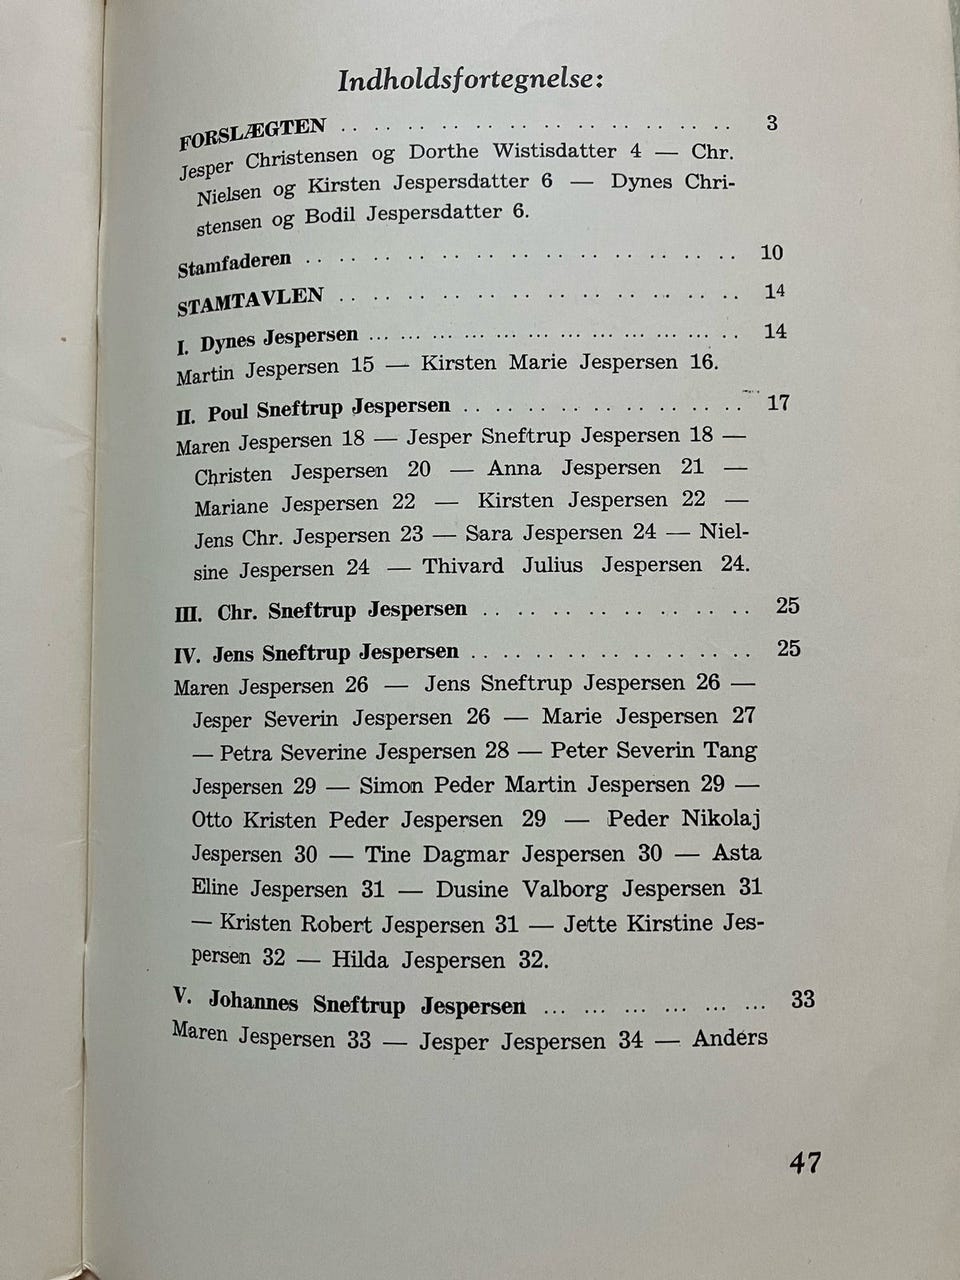 Indholdsfortegnelse:
FORSLÆGTEN . . . . . . . . . . . . . . . . . . . . . . 3
Jesper Christensen og Dorthe Wistisdatter 4 — Chr.
Nielsen og Kirsten Jespersdatter 6 — Dynes Chri-
stensen og Bodil Jespersdatter 6.
Stamfaderen . . . . . . . . . . . . . . . . . . . . . . 10
STAMTAVLEN . . . . . . . . . . . . . . . . . . . . . . 14
I. Dynes Jespersen ... ... ... ... ... ... ... ... ... ... . . 14
Martin Jespersen 15 — Kirsten Marie Jespersen 16.
II. Poul Sneftrup Jespersen . . . . . . . . . . . . . . . . . 17
Maren Jespersen 18 — Jesper Sneftrup Jespersen 18 —
Christen Jespersen 20 — Anna Jespersen 21 —
Mariane Jespersen 22 — Kirsten Jespersen 22 —
Jens Chr. Jespersen 23 — Sara Jespersen 24 — Niel-
sine Jespersen 24 — Thivard Julius Jespersen 24.
III. Chr. Sneftrup Jespersen . . . . . . . . . . . . . . . . 25
IV. Jens Sneftrup Jespersen . . . . . . . . . . . . . . . . . 25
Maren Jespersen 26 — Jens Sneftrup Jespersen 26 —
Jesper Severin Jespersen 26 — Marie Jespersen 27
— Petra Severine Jespersen 28 — Peter Severin Tang
Jespersen 29 — Simon Peder Martin Jespersen 29 —
Otto Kristen Peder Jespersen 29 — Peder Nikolaj
Jespersen 30 — Tine Dagmar Jespersen 30 — Asta
Eline Jespersen 31 — Dusine Valborg Jespersen 31
— Kristen Robert Jespersen 31 — Jette Kirstine Jes-
persen 32 — Hilda Jespersen 32.
V. Johannes Sneftrup Jespersen ... ... ... ... ... ... 33
Maren Jespersen 33 — Jesper Jespersen 34 — Anders
47